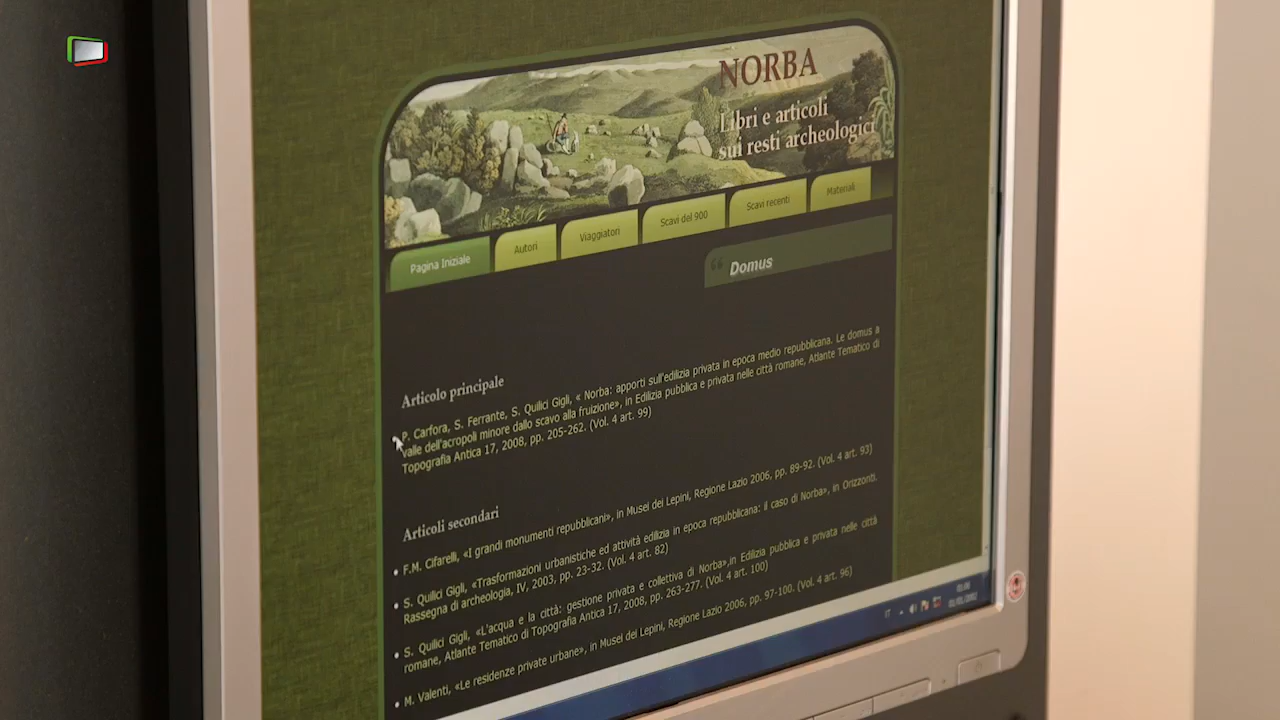 NORBA
Libri e articoli
sui resti archeologici
Pagina Iniziale
Autori
Viaggiatori
Scavi del 900
Scavi recenti
Materiali
Domus
Articolo principale
P. Carfora, S. Ferrante, S. Quilici Gigli, « Norba: apporti sull'edilizia privata in epoca medio repubblicana. Le domus a
valle dell'acropoli minore dallo scavo alla fruizione», in Edilizia pubblica e privata nelle città romane, Atlante Tematico di
Topografia Antica 17, 2008, pp. 205-262. (Vol. 4 art. 99)
Articoli secondari
F.M. Cifarelli, «I grandi monumenti repubblicani», in Musei dei Lepini, Regione Lazio 2006, pp. 89-92. (Vol. 4 art. 93)
S. Quilici Gigli, «Trasformazioni urbanistiche ed attività edilizia in epoca repubblicana: il caso di Norba», in Orizzonti.
Rassegna di archeologia, IV, 2003, pp. 23-32. (Vol. 4 art. 82)
S. Quilici Gigli, «L'acqua e la città: gestione privata e collettiva di Norba»,in Edilizia pubblica e privata nelle città
romane, Atlante Tematico di Topografia Antica 17, 2008, pp. 263-277. (Vol. 4 art. 100)
M. Valenti, «Le residenze private urbane», in Musei dei Lepini, Regione Lazio 2006, pp. 97-100. (Vol. 4 art. 96)